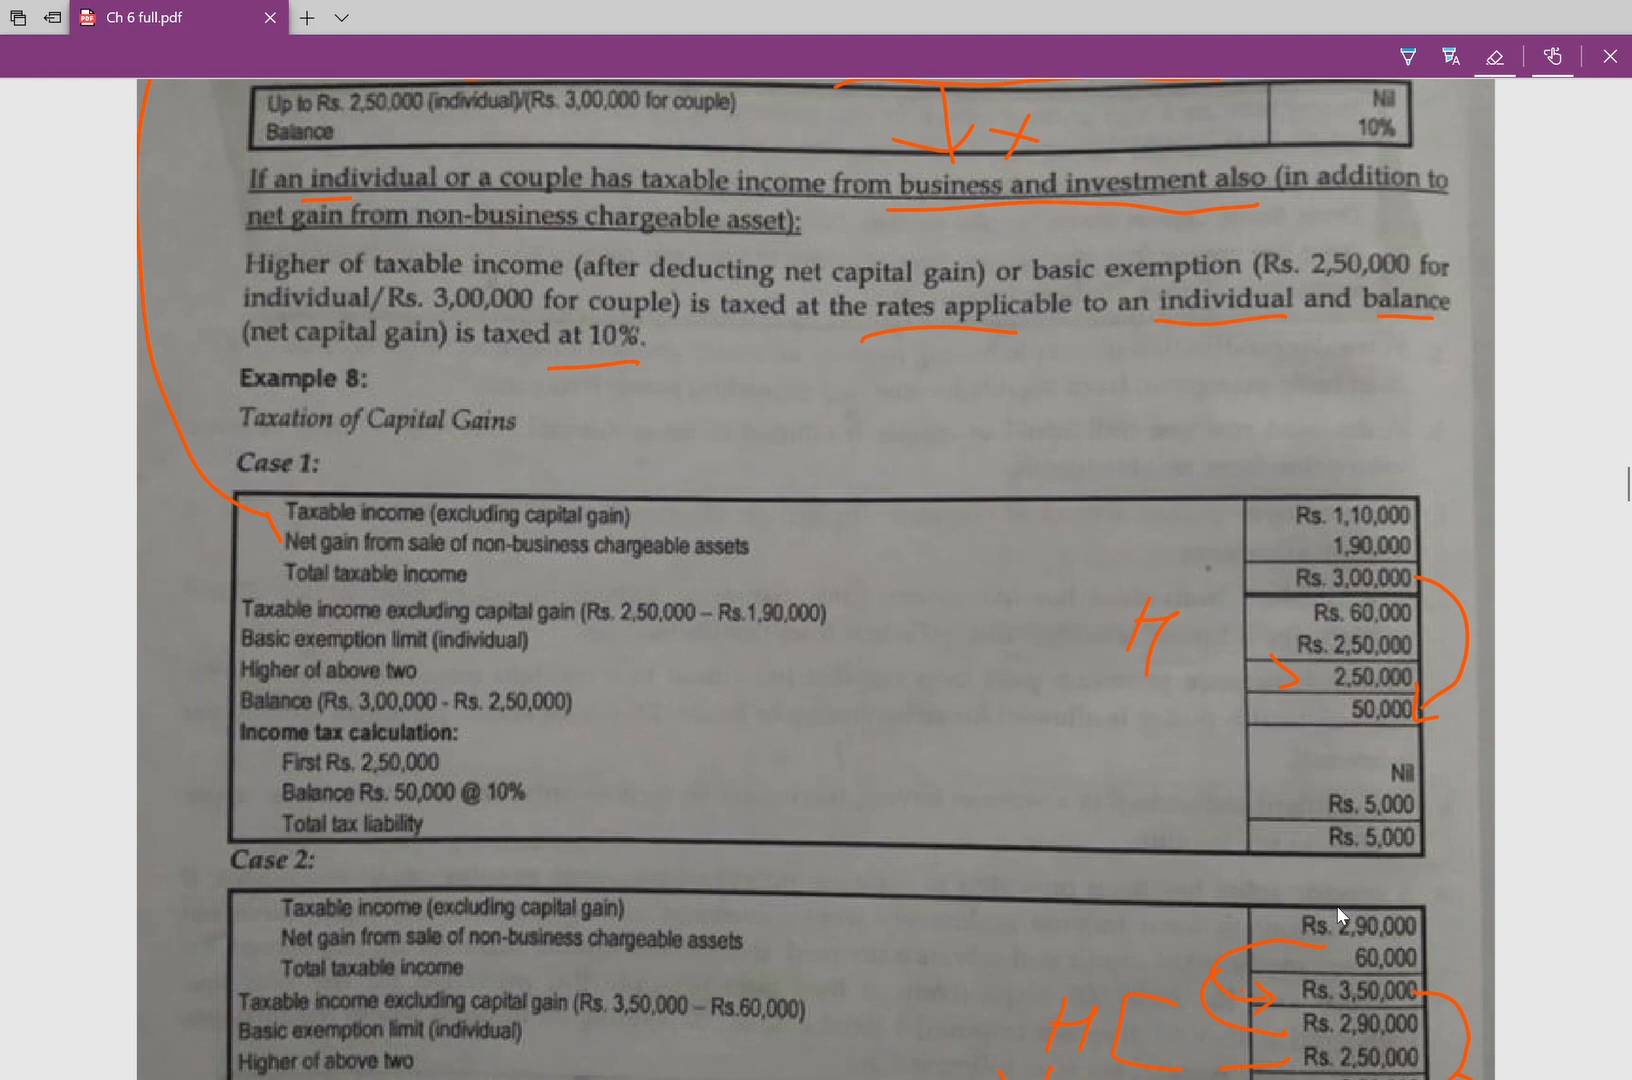 Ch 6 full.pdf
Up to Rs. 2,50,000 (individual)/(Rs. 3,00,000 for couple) Nil
Balance 10%
If an individual or a couple has taxable income from business and investment also (in addition to
net gain from non-business chargeable asset):
Higher of taxable income (after deducting net capital gain) or basic exemption (Rs. 2,50,000 for
individual/Rs. 3,00,000 for couple) is taxed at the rates applicable to an individual and balance
(net capital gain) is taxed at 10%.
Example 8:
Taxation of Capital Gains
Case 1:
Taxable income (excluding capital gain) Rs. 1,10,000
Net gain from sale of non-business chargeable assets 1,90,000
Total taxable income Rs. 3,00,000
Taxable income excluding capital gain (Rs. 2,50,000 – Rs.1,90,000) Rs. 60,000
Basic exemption limit (individual) Rs. 2,50,000
Higher of above two 2,50,000
Balance (Rs. 3,00,000 - Rs. 2,50,000) 50,000
Income tax calculation:
First Rs. 2,50,000 Nil
Balance Rs. 50,000 @ 10% Rs. 5,000
Total tax liability Rs. 5,000
Case 2:
Taxable income (excluding capital gain) Rs. 2,90,000
Net gain from sale of non-business chargeable assets 60,000
Total taxable income Rs. 3,50,000
Taxable income excluding capital gain (Rs. 3,50,000 – Rs.60,000) Rs. 2,90,000
Basic exemption limit (individual) Rs. 2,50,000
Higher of above two
H